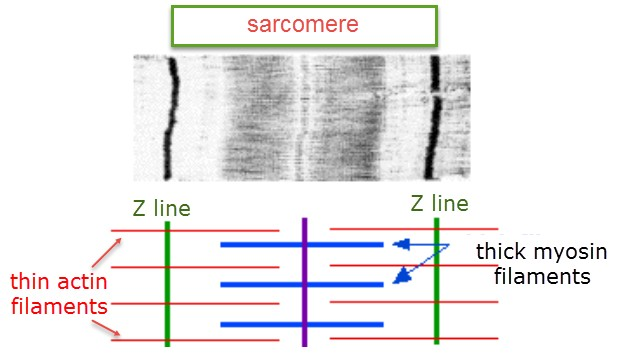 sarcomere
Z line
Z line
thin actin
filaments
thick myosin
filaments